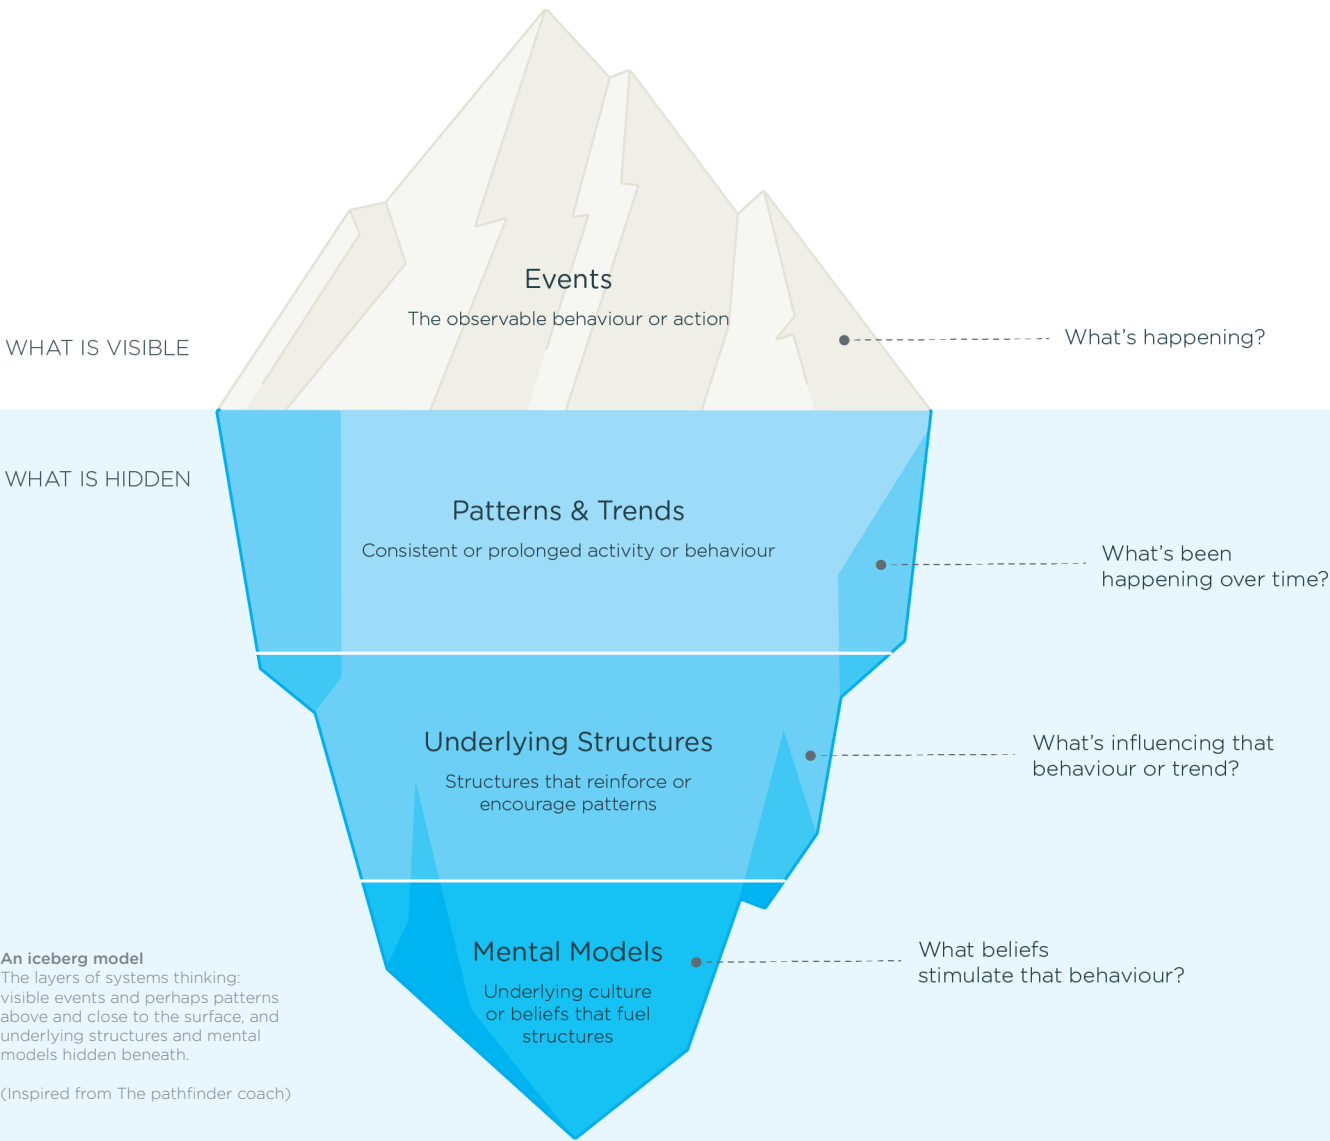 Events
The observable behaviour or action
WHAT IS VISIBLE
What's happening?
WHAT IS HIDDEN
Patterns & Trends
Consistent or prolonged activity or behaviour
What's been
happening over time?
Underlying Structures
Structures that reinforce or
encourage patterns
What's influencing that
behaviour or trend?
Mental Models
Underlying culture
or beliefs that fuel
structures
What beliefs
stimulate that behaviour?
An iceberg model
The layers of systems thinking:
visible events and perhaps patterns
above and close to the surface, and
underlying structures and mental
models hidden beneath.
(Inspired from The pathfinder coach)